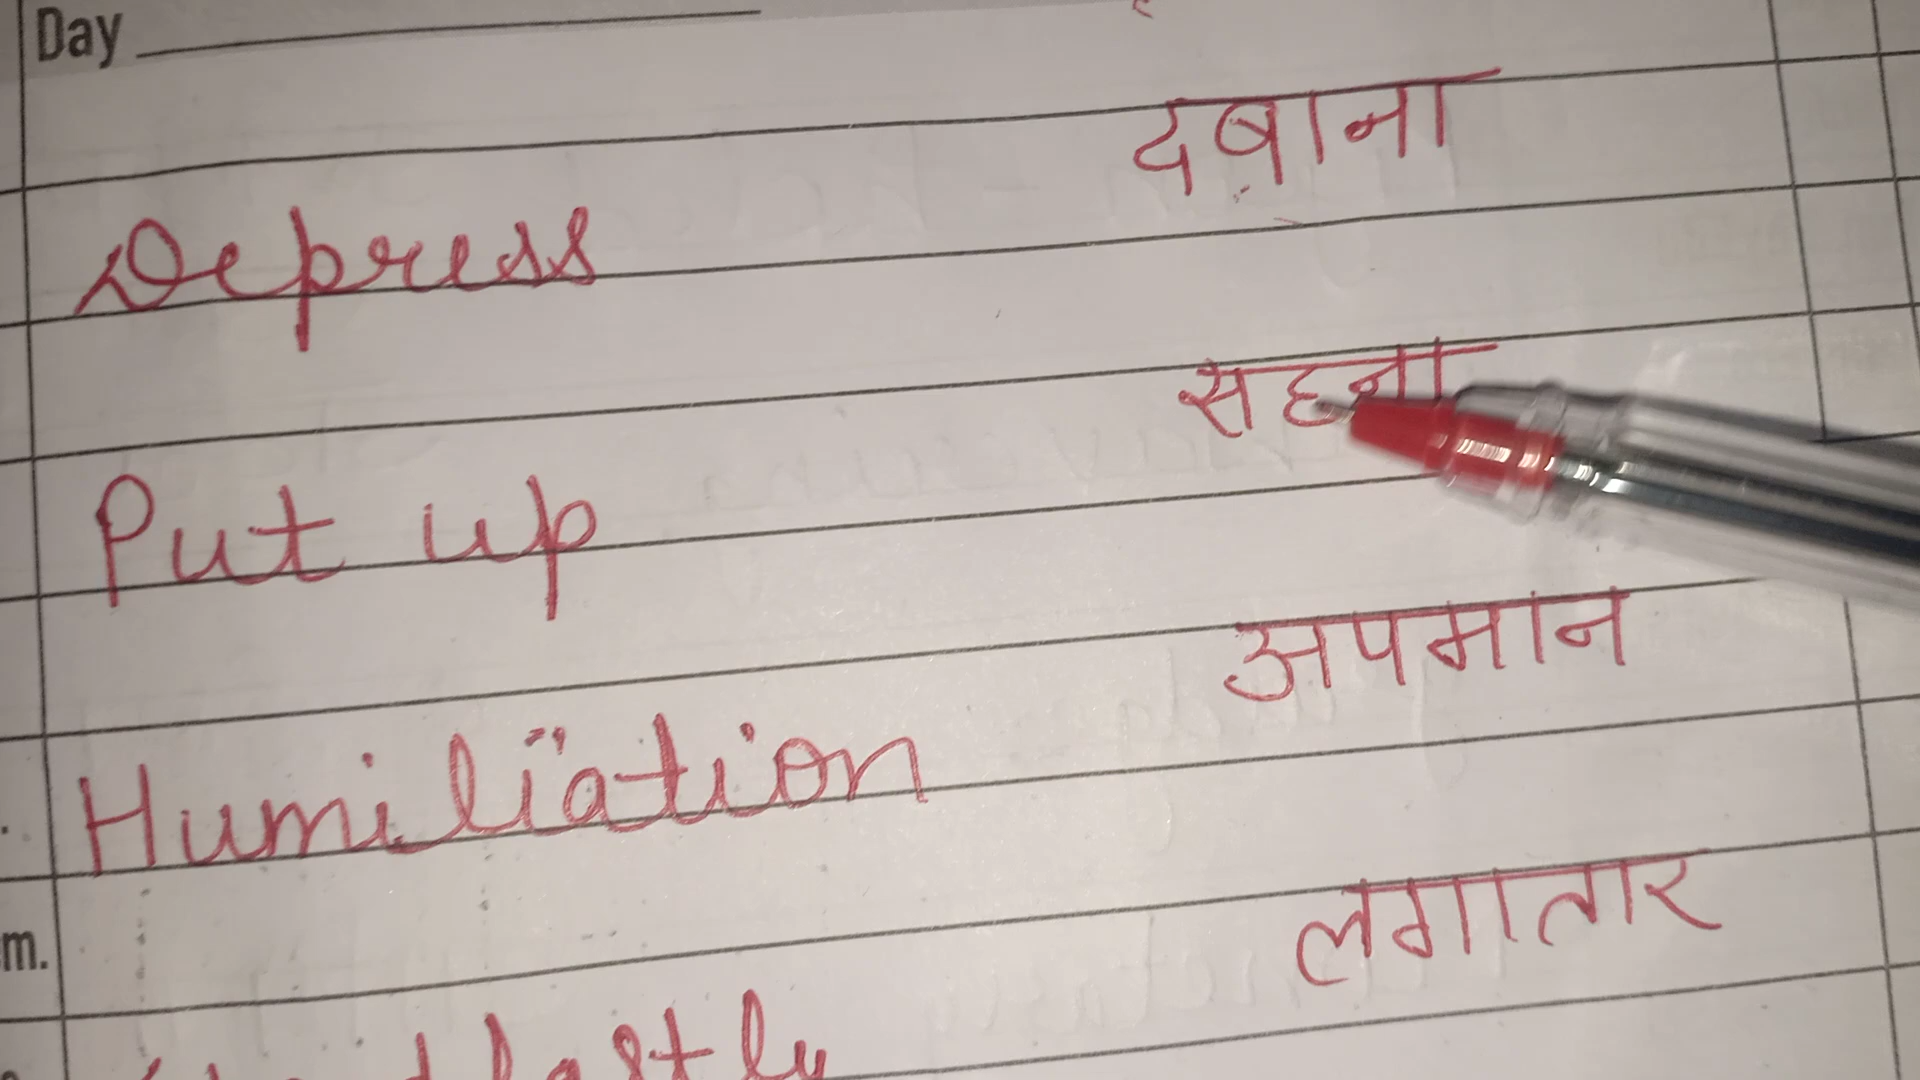 Day
दबाना
Depress
सहना
Put up
अपमान
Humiliation
लगातार
m.